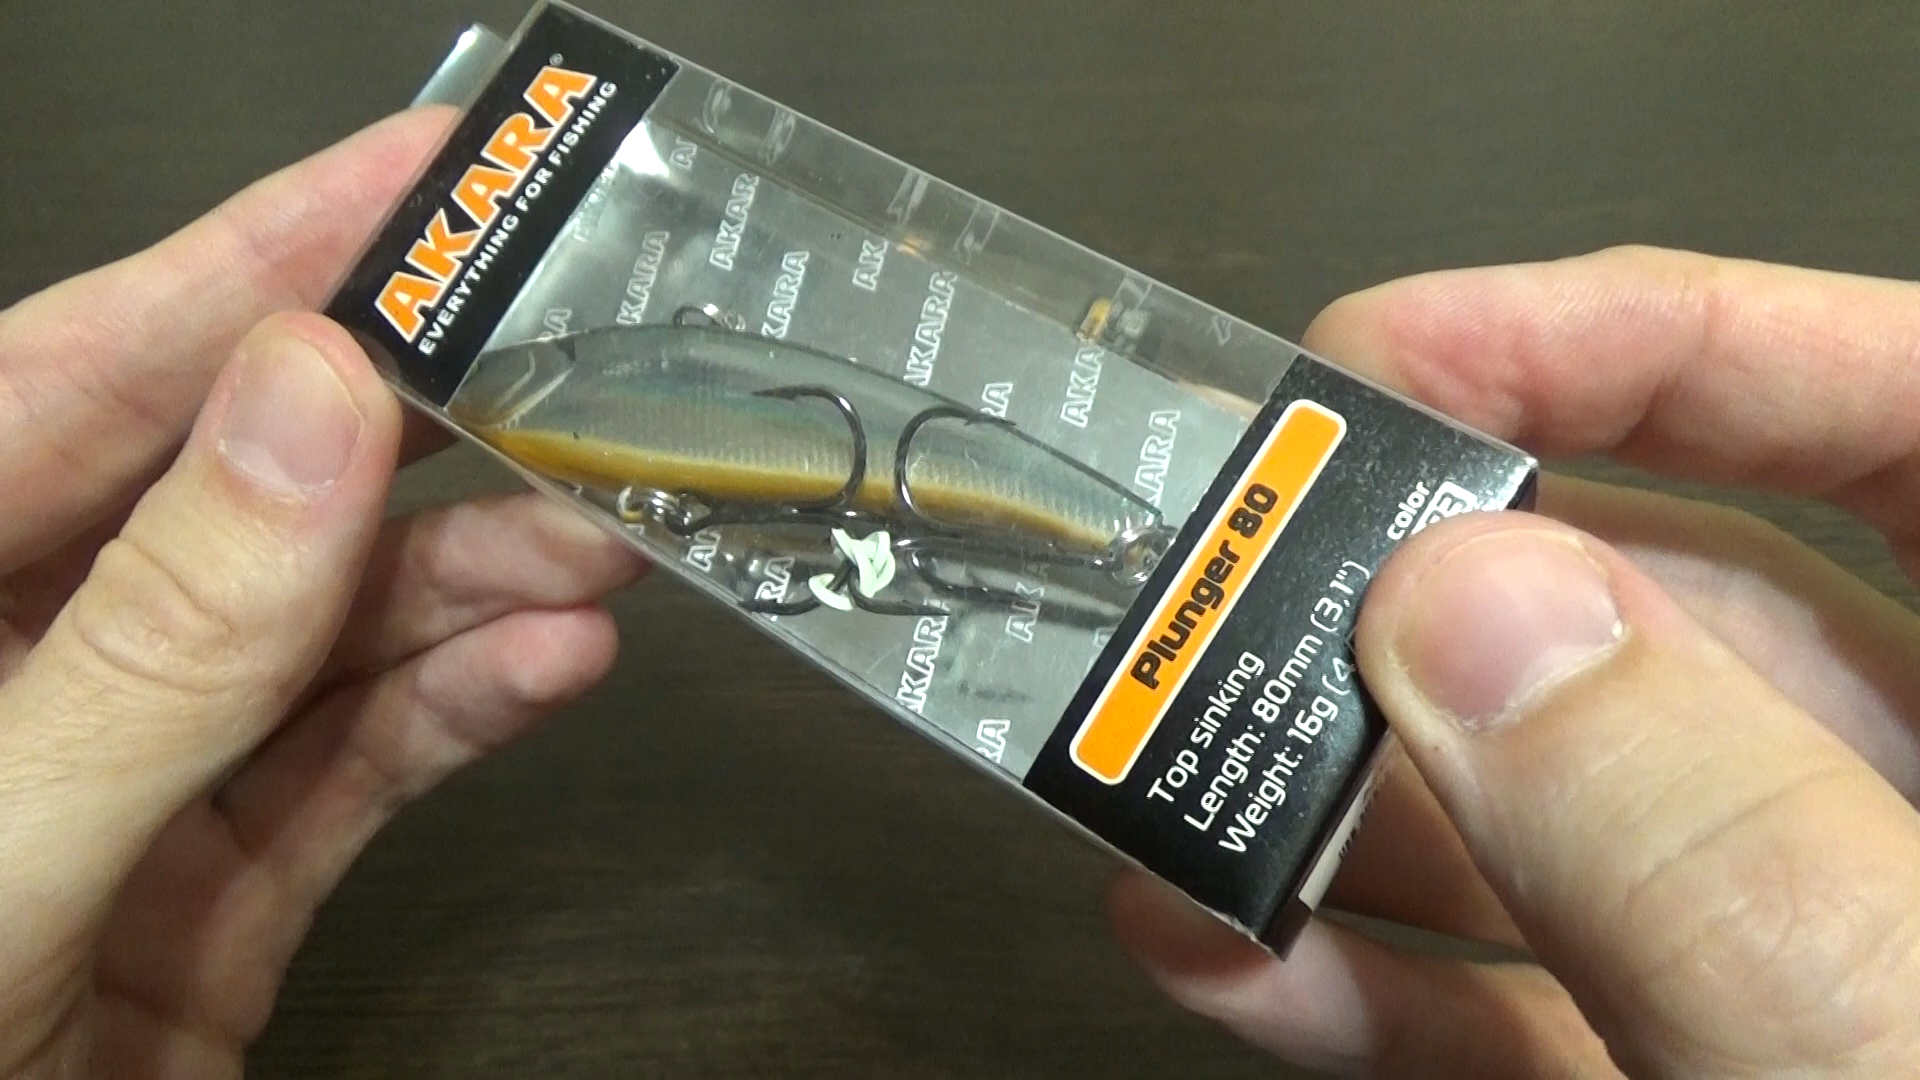 AKARA®
EVERYTHING FOR FISHING
AKARA
AKARA
AKARA
AKARA
AKARA
Plunger 80
Top sinking
Length: 80mm (3,1")
Weight: 16g (
color